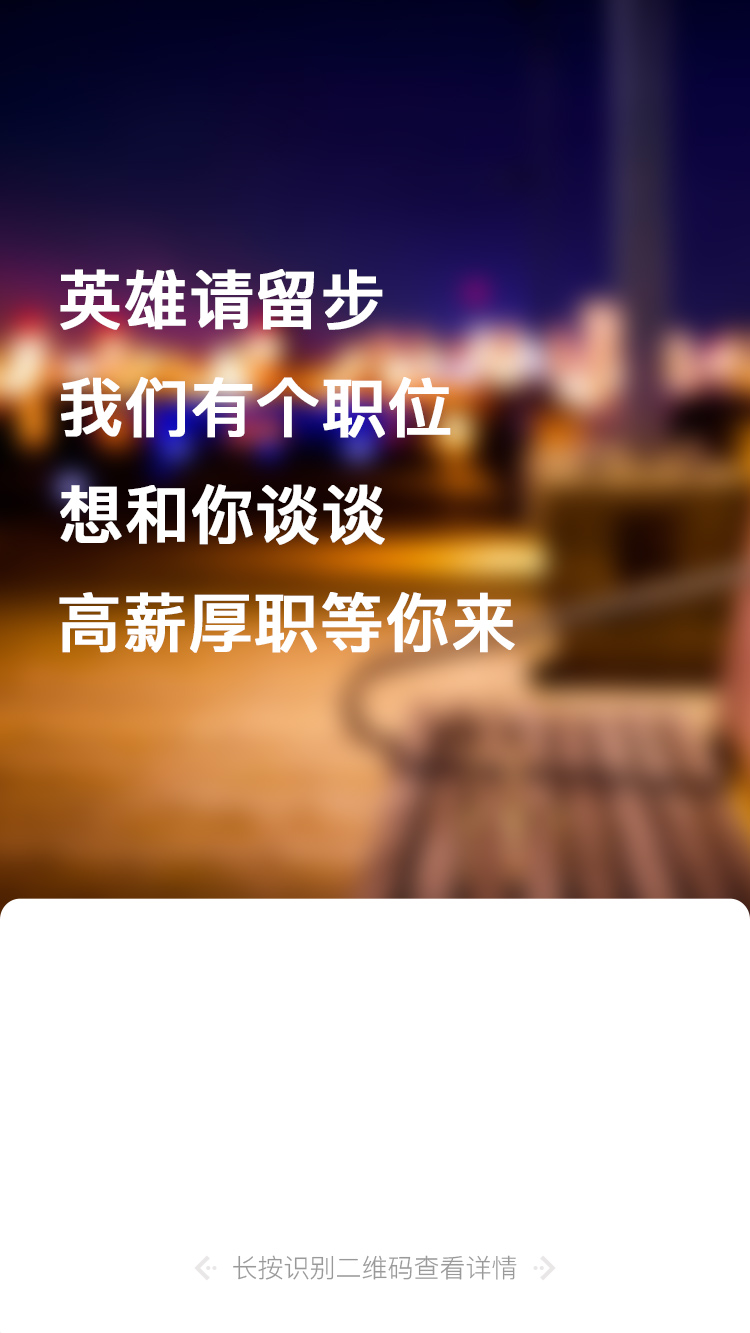 英雄请留步
我们有个职位
想和你谈谈
高薪厚职等你来
长按识别二维码查看详情